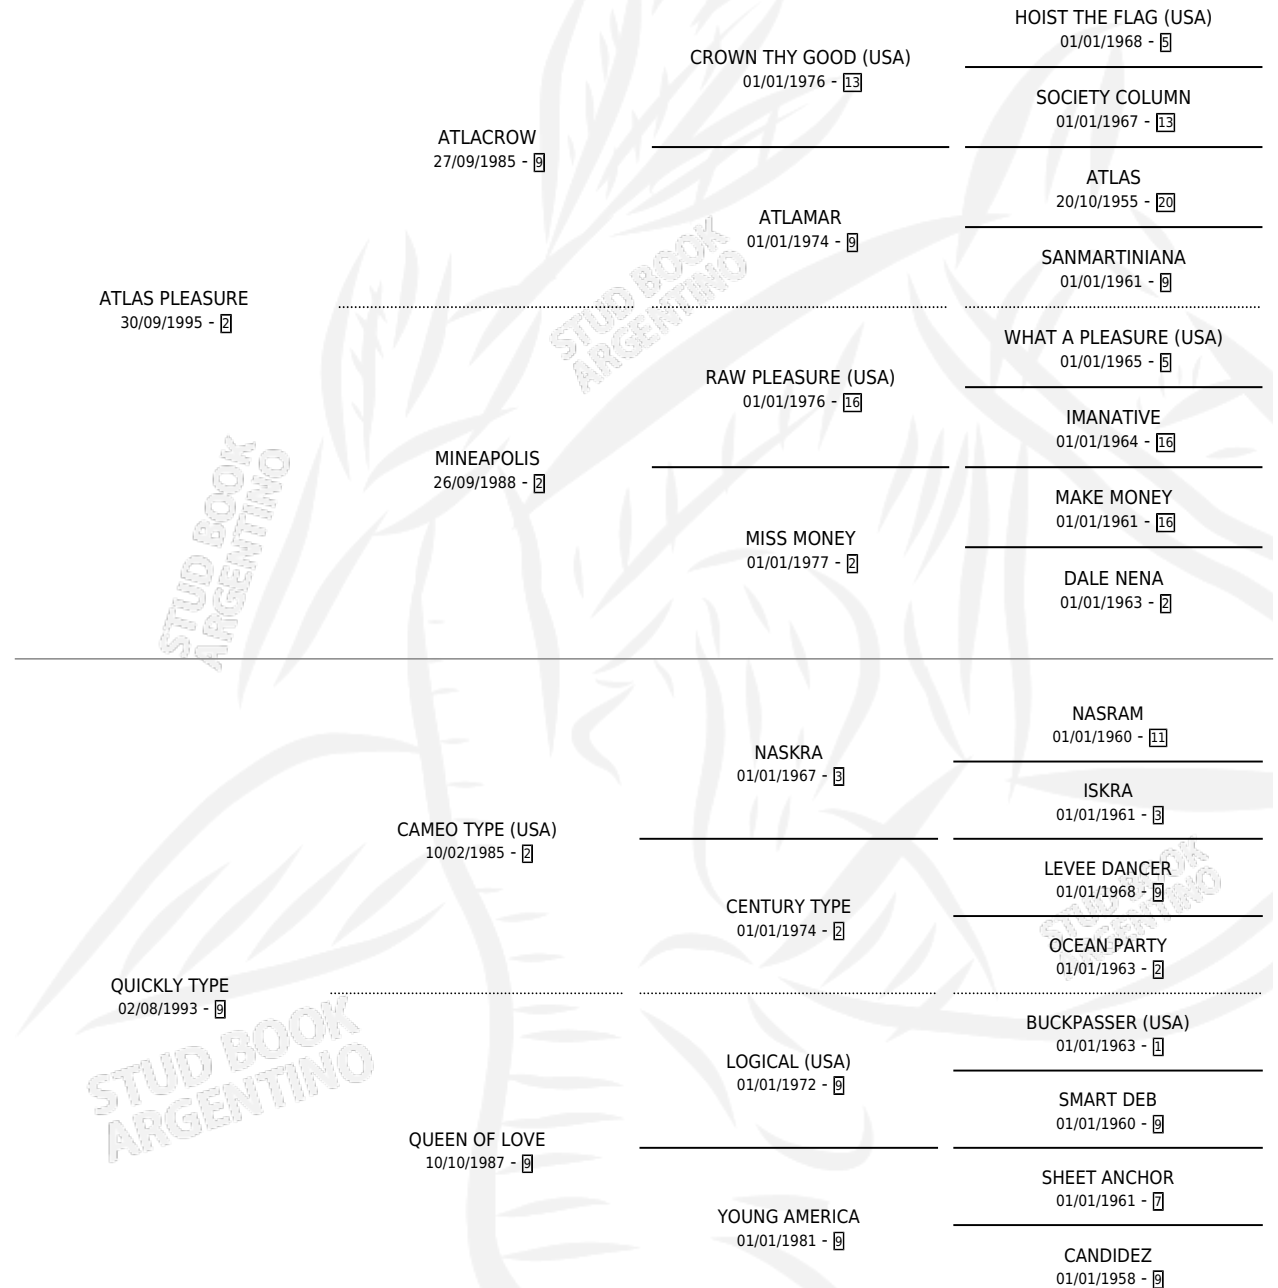 HOIST THE FLAG (USA)
01/01/1968 - 5
CROWN THY GOOD (USA)
01/01/1976 - 13
SOCIETY COLUMN
01/01/1967 - 13
ATLACROW
27/09/1985 - 9
ATLAS
20/10/1955 - 20
ATLAMAR
01/01/1974 - 9
SANMARTINIANA
01/01/1961 - 9
ATLAS PLEASURE
30/09/1995 - 2
WHAT A PLEASURE (USA)
01/01/1965 - 5
RAW PLEASURE (USA)
01/01/1976 - 16
IMANATIVE
01/01/1964 - 16
MINEAPOLIS
26/09/1988 - 2
MAKE MONEY
01/01/1961 - 16
MISS MONEY
01/01/1977 - 2
DALE NENA
01/01/1963 - 2
NASRAM
01/01/1960 - 11
NASKRA
01/01/1967 - 3
ISKRA
01/01/1961 - 3
CAMEO TYPE (USA)
10/02/1985 - 2
LEVEE DANCER
01/01/1968 - 9
CENTURY TYPE
01/01/1974 - 2
OCEAN PARTY
01/01/1963 - 2
QUICKLY TYPE
02/08/1993 - 9
BUCKPASSER (USA)
01/01/1963 - 1
LOGICAL (USA)
01/01/1972 - 9
SMART DEB
01/01/1960 - 9
QUEEN OF LOVE
10/10/1987 - 9
SHEET ANCHOR
01/01/1961 - 7
YOUNG AMERICA
01/01/1981 - 9
CANDIDEZ
01/01/1958 - 9
STUD BOOK
ARGENTINO
STUD BOOK
ARGENTINO
STUD BOOK
ARGENTINO
STUD BOOK
ARGENTINO